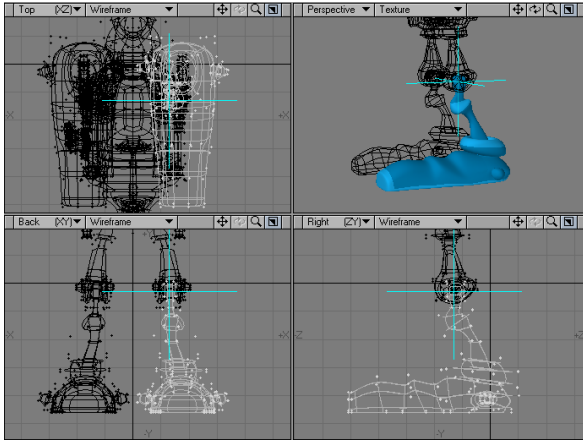 Top (XZ) Wireframe
Perspective Texture
-X +X
Back (XY) Wireframe
Right (ZY) Wireframe
+Y
-X -X -Z +Z
-Y -Y